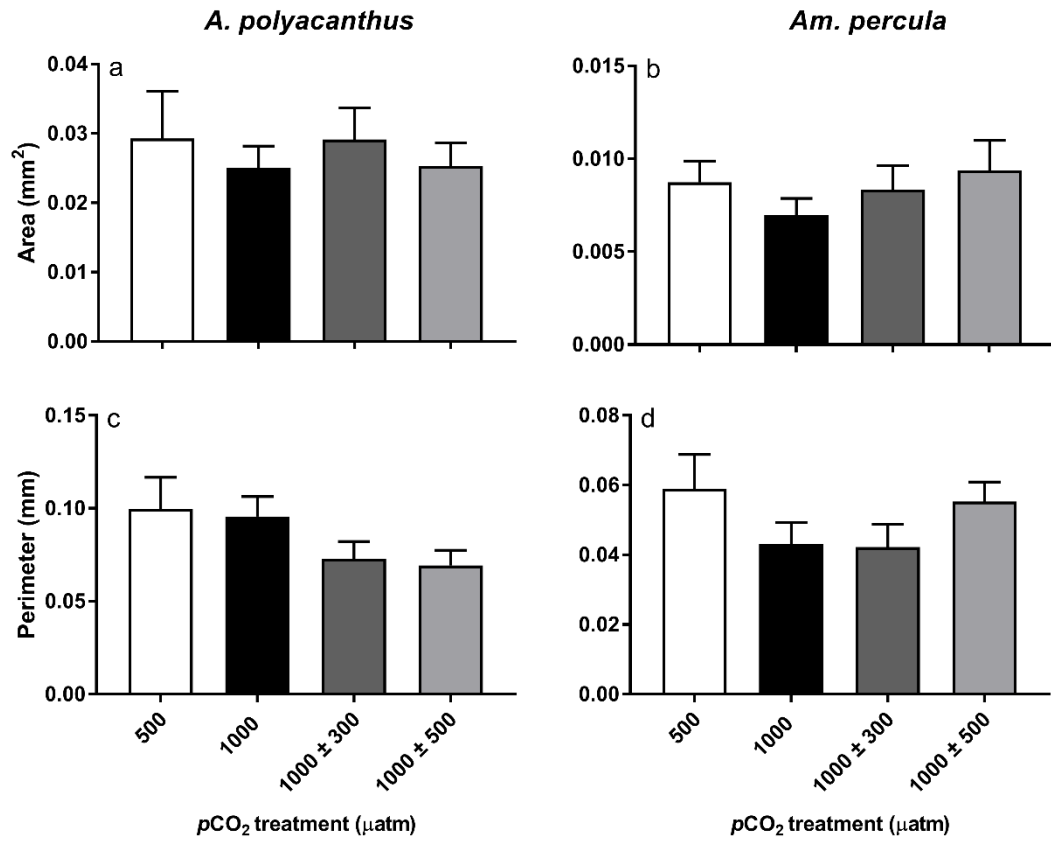 A. polyacanthus
Am. percula
a
Area (mm²)
0.04
0.03
0.02
0.01
0.00
b
0.015
0.010
0.005
0.000
c
Perimeter (mm)
0.15
0.10
0.05
0.00
500
1000
1000 ± 300
1000 ± 500
pCO₂ treatment (µatm)
d
0.08
0.06
0.04
0.02
0.00
500
1000
1000 ± 300
1000 ± 500
pCO₂ treatment (µatm)